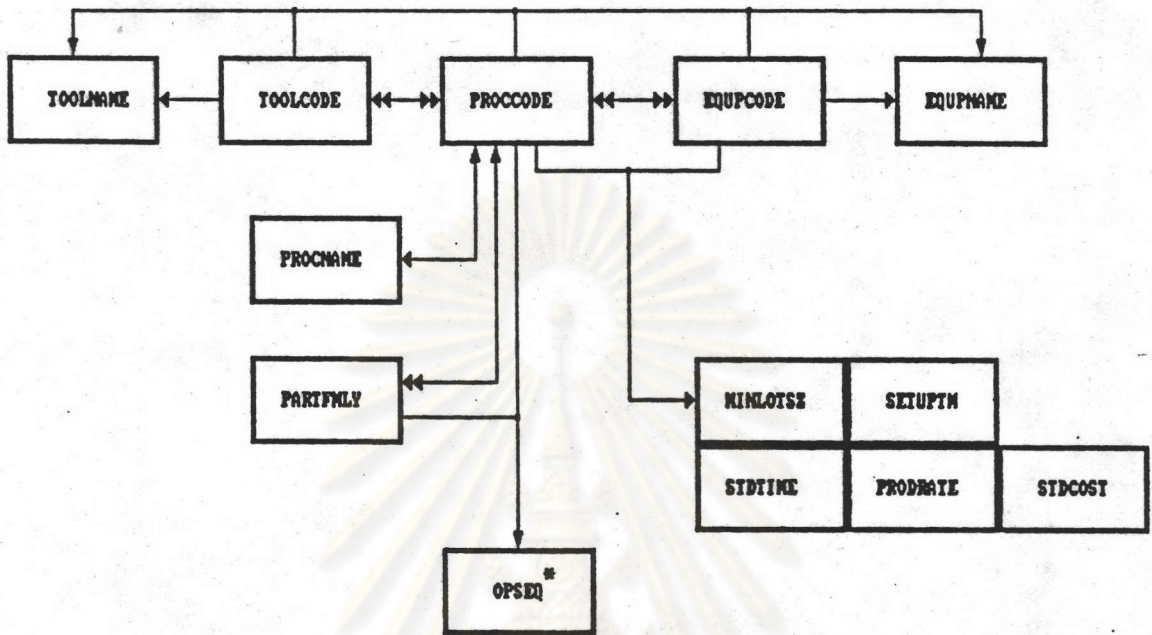 TOOLNAME
TOOLCODE
PROCCODE
EQUPCODE
EQUPNAME
PROCNAME
PARTFMLY
MINLOTSZ
SETUPTM
STDTIME
PRODRATE
STDCOST
OPSEQ*